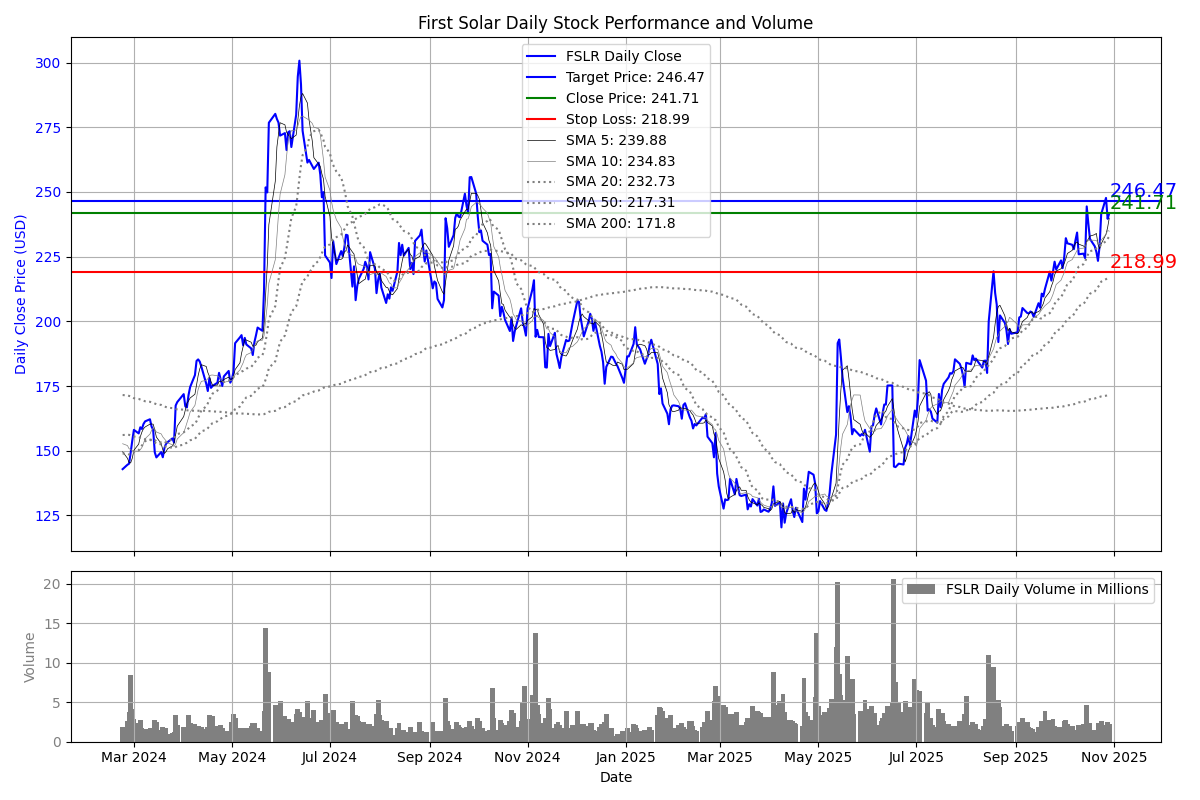 First Solar Daily Stock Performance and Volume
FSLR Daily Close
Target Price: 246.47
Close Price: 241.71
Stop Loss: 218.99
SMA 5: 239.88
SMA 10: 234.83
SMA 20: 232.73
SMA 50: 217.31
SMA 200: 171.8
300
275
250
225
200
175
150
125
Daily Close Price (USD)
246.47
241.71
218.99
FSLR Daily Volume in Millions
20
15
10
5
0
Volume
Mar 2024
May 2024
Jul 2024
Sep 2024
Nov 2024
Jan 2025
Mar 2025
May 2025
Jul 2025
Sep 2025
Nov 2025
Date